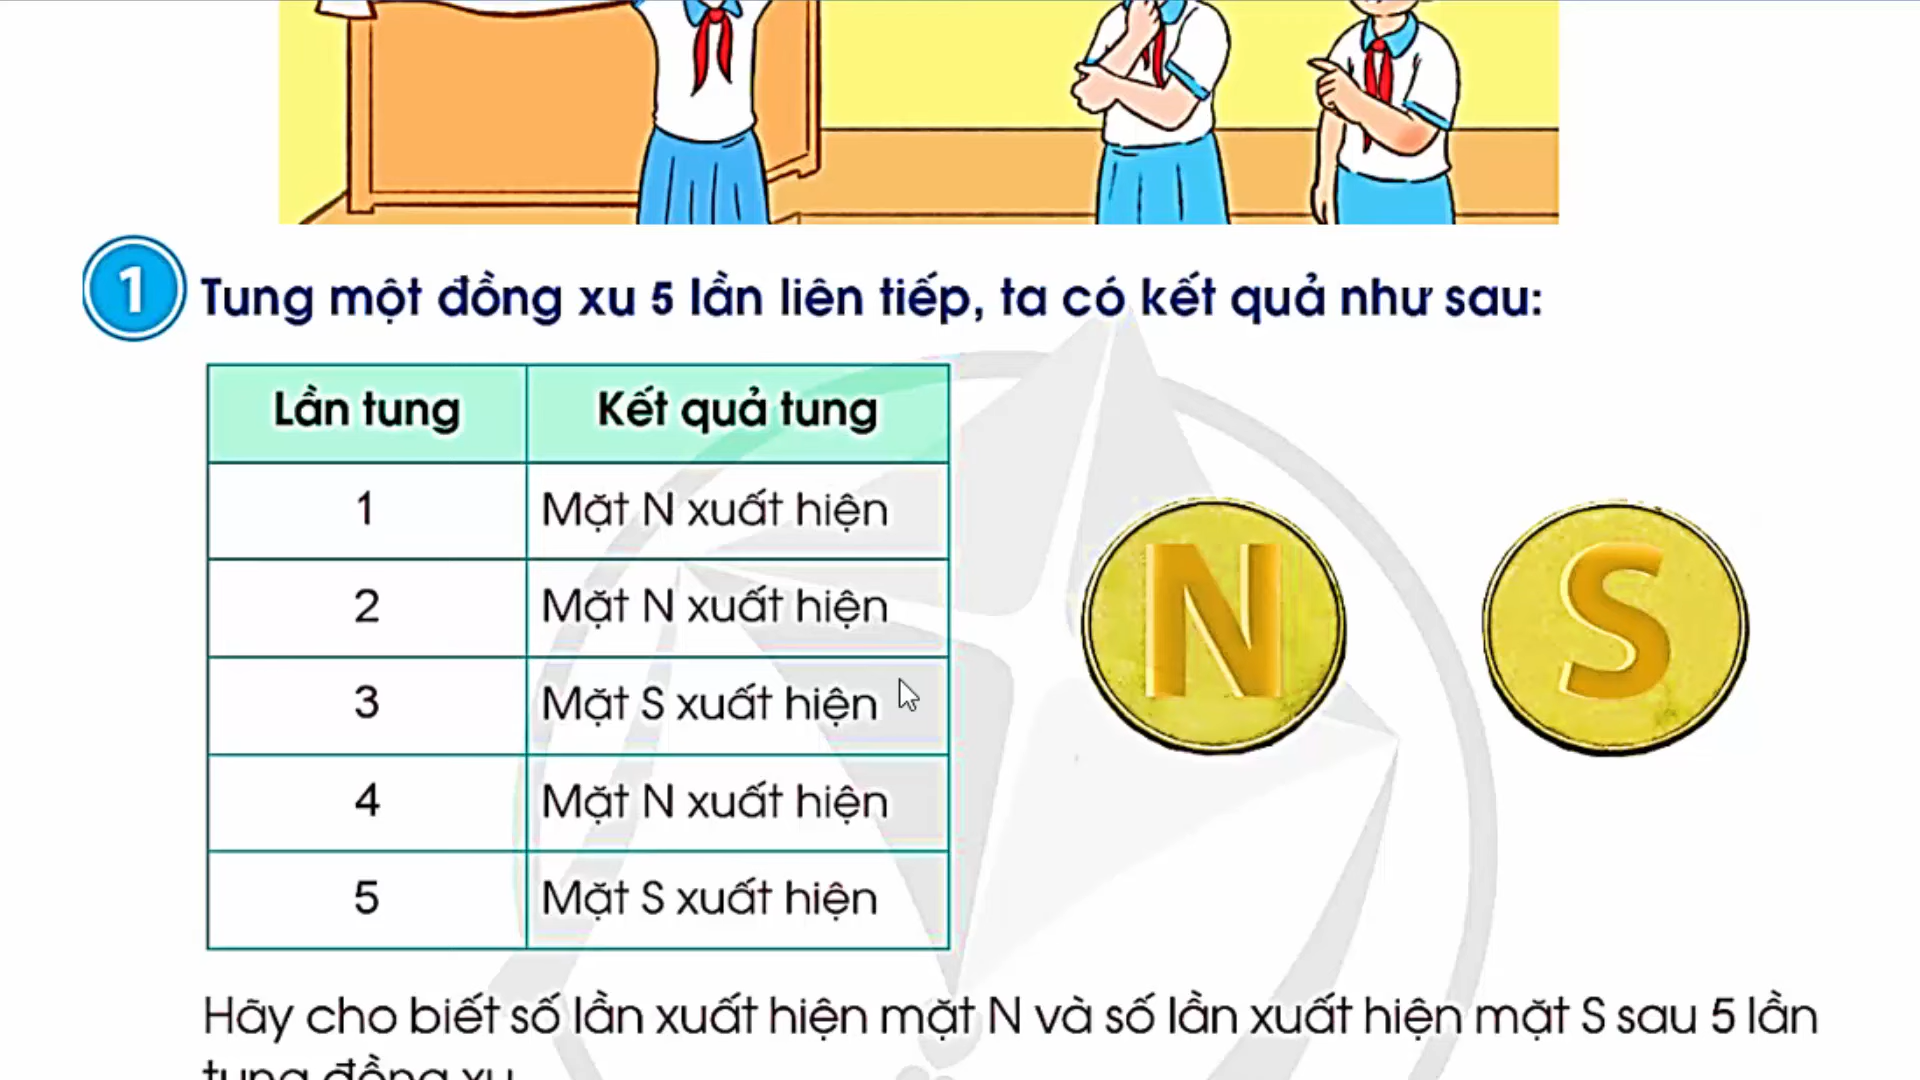 1 Tung một đồng xu 5 lần liên tiếp, ta có kết quả như sau:
Lần tung Kết quả tung
1 Mặt N xuất hiện
2 Mặt N xuất hiện
3 Mặt S xuất hiện
4 Mặt N xuất hiện
5 Mặt S xuất hiện
N S
Hãy cho biết số lần xuất hiện mặt N và số lần xuất hiện mặt S sau 5 lần
tung đồng xu